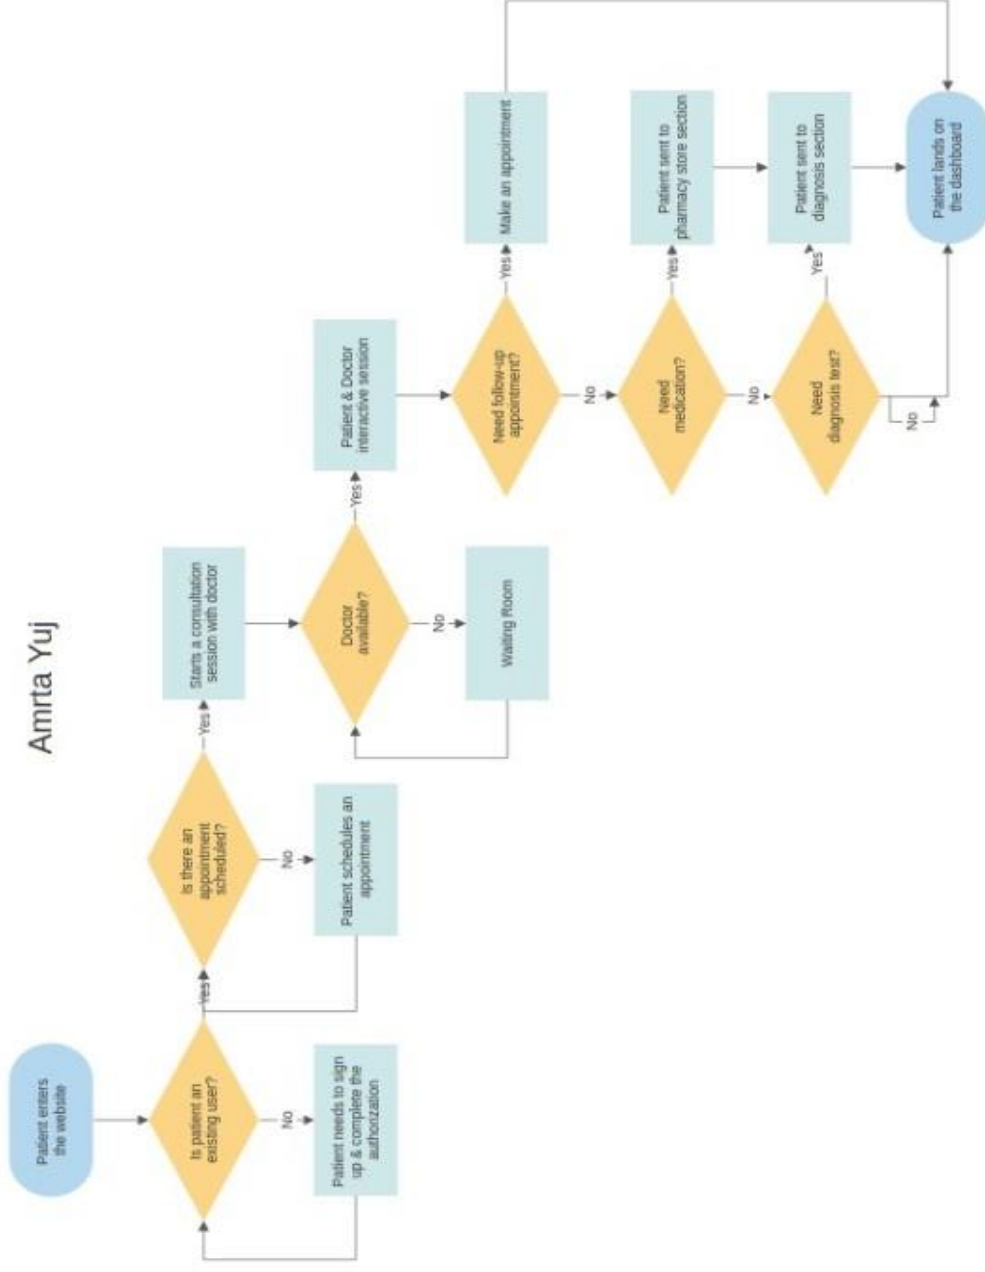 Amrta Yuj
Patient enters
the website
Is patient an
existing user?
No
Patient needs to sign
up & complete the
authorization
Yes
Is there an
appointment
scheduled?
No
Patient schedules an
appointment
Yes
Starts a consultation
session with doctor
Doctor
available?
No
Waiting Room
Yes
Patient & Doctor
interactive session
Need follow-up
appointment?
Yes
Make an appointment
No
Need
medication?
Yes
Patient sent to
pharmacy store section
No
Need
diagnosis test?
Yes
Patient sent to
diagnosis section
No
Patient lands on
the dashboard